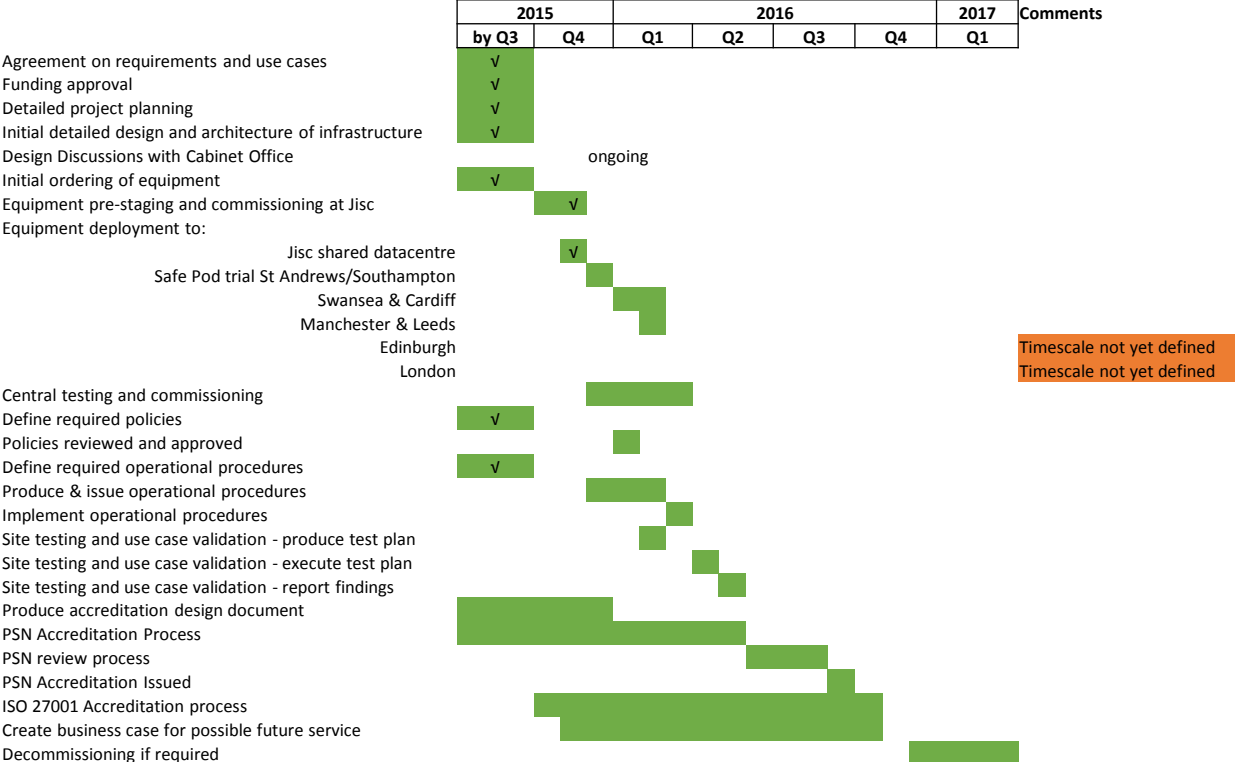 2015 2016 2017 Comments
by Q3 Q4 Q1 Q2 Q3 Q4 Q1
Agreement on requirements and use cases √
Funding approval √
Detailed project planning √
Initial detailed design and architecture of infrastructure √
Design Discussions with Cabinet Office ongoing
Initial ordering of equipment √
Equipment pre-staging and commissioning at Jisc √
Equipment deployment to:
Jisc shared datacentre √
Safe Pod trial St Andrews/Southampton
Swansea & Cardiff
Manchester & Leeds
Edinburgh Timescale not yet defined
London Timescale not yet defined
Central testing and commissioning
Define required policies √
Policies reviewed and approved
Define required operational procedures √
Produce & issue operational procedures
Implement operational procedures
Site testing and use case validation - produce test plan
Site testing and use case validation - execute test plan
Site testing and use case validation - report findings
Produce accreditation design document
PSN Accreditation Process
PSN review process
PSN Accreditation Issued
ISO 27001 Accreditation process
Create business case for possible future service
Decommissioning if required